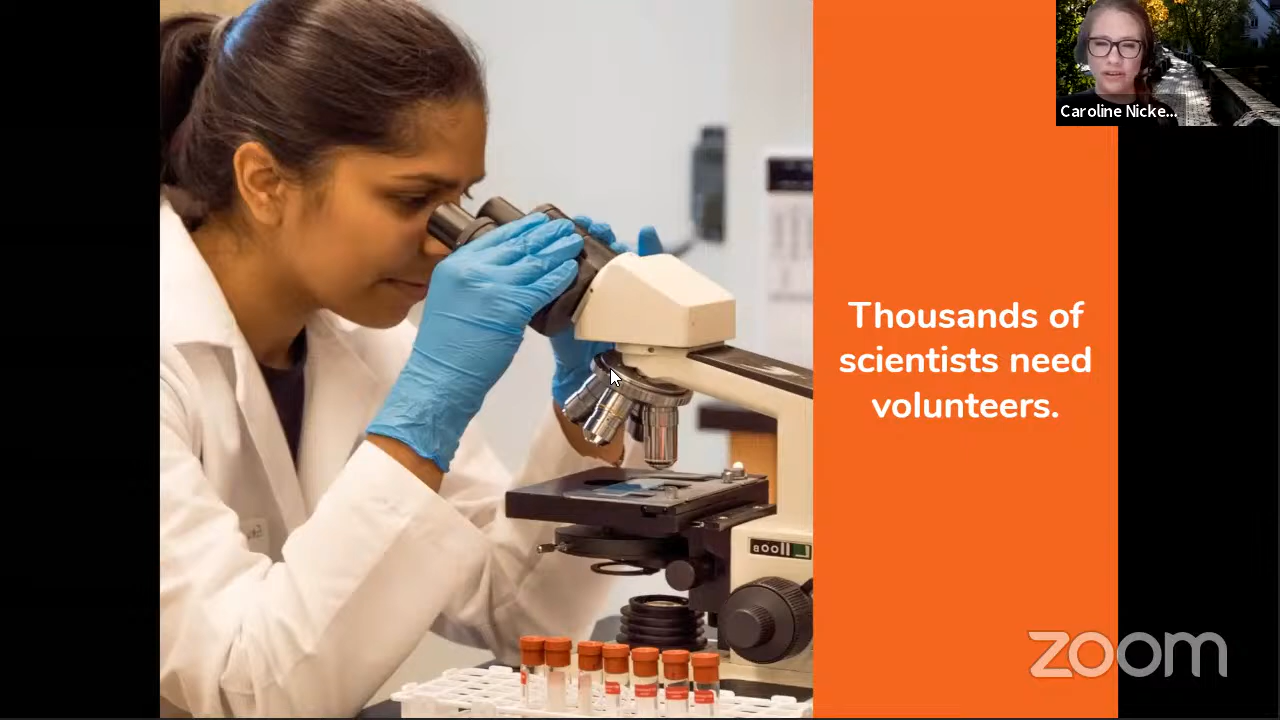 Caroline Nicke...
Thousands of
scientists need
volunteers.
zoom